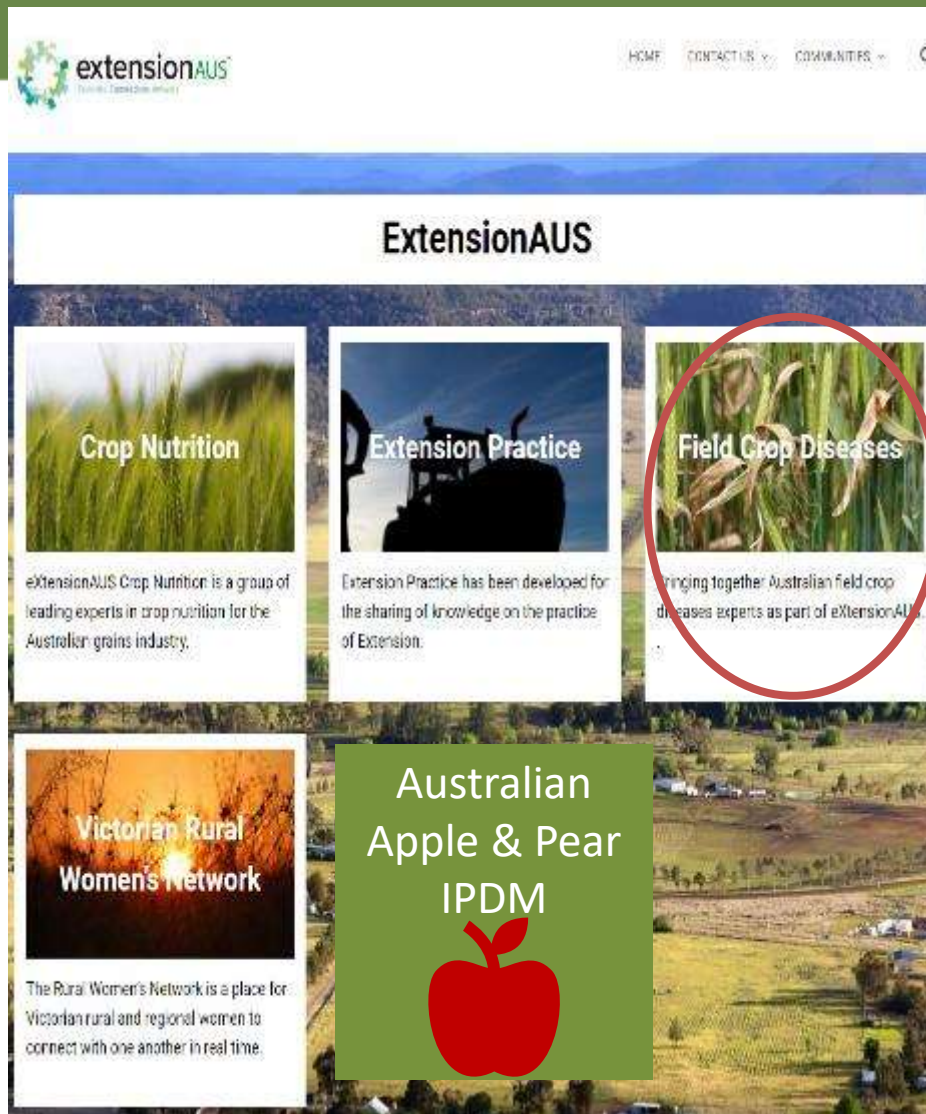 extensionAUS
HOME CONTACT US COMMUNITIES
ExtensionAUS
Crop Nutrition
eXtensionAUS Crop Nutrition is a group of
leading experts in crop nutrition for the
Australian grains industry.
Extension Practice
Extension Practice has been developed for
the sharing of knowledge on the practice
of Extension.
Field Crop Diseases
Bringing together Australian field crop
diseases experts as part of eXtensionAUS
.
Victorian Rural
Women's Network
The Rural Women's Network is a place for
Victorian rural and regional women to
connect with one another in real time.
Australian
Apple & Pear
IPDM